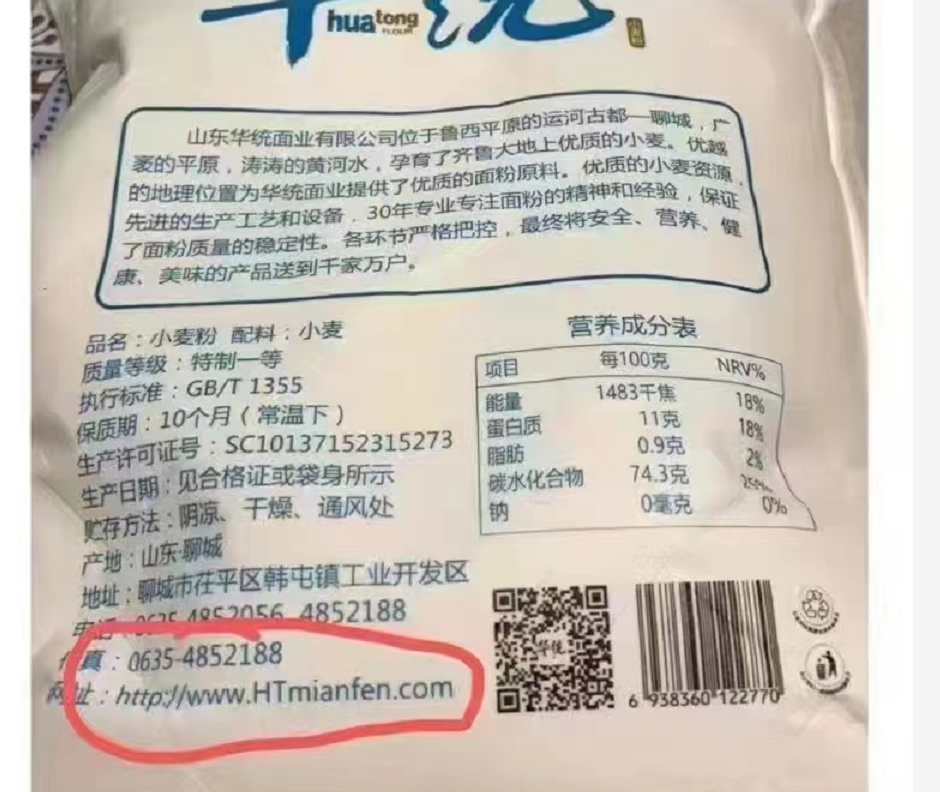 华统
huatong
FLOUR
小麦粉
山东华统面业有限公司位于鲁西平原的运河古都—聊城，广
袤的平原，涛涛的黄河水，孕育了齐鲁大地上优质的小麦。优越
的地理位置为华统面业提供了优质的面粉原料。优质的小麦资源，
先进的生产工艺和设备，30年专业专注面粉的精神和经验，保证
了面粉质量的稳定性。各环节严格把控，最终将安全、营养、健
康、美味的产品送到千家万户。
品名：小麦粉 配料：小麦
质量等级：特制一等
执行标准：GB/T 1355
保质期：10个月（常温下）
生产许可证号：SC10137152315273
生产日期：见合格证或袋身所示
贮存方法：阴凉、干燥、通风处
产地：山东·聊城
地址：聊城市茌平区韩屯镇工业开发区
电话：0635-4852056 4852188
传真：0635-4852188
网址：http://www.HTmianfen.com
营养成分表
项目 每100克 NRV%
能量 1483千焦 18%
蛋白质 11克 18%
脂肪 0.9克 2%
碳水化合物 74.3克 25%
钠 0毫克 0%
华统
6 938360 122770